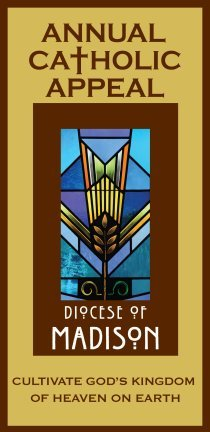 ANNUAL
CATHOLIC
APPEAL
DIOCESE OF
MADISON
CULTIVATE GOD'S KINGDOM
OF HEAVEN ON EARTH